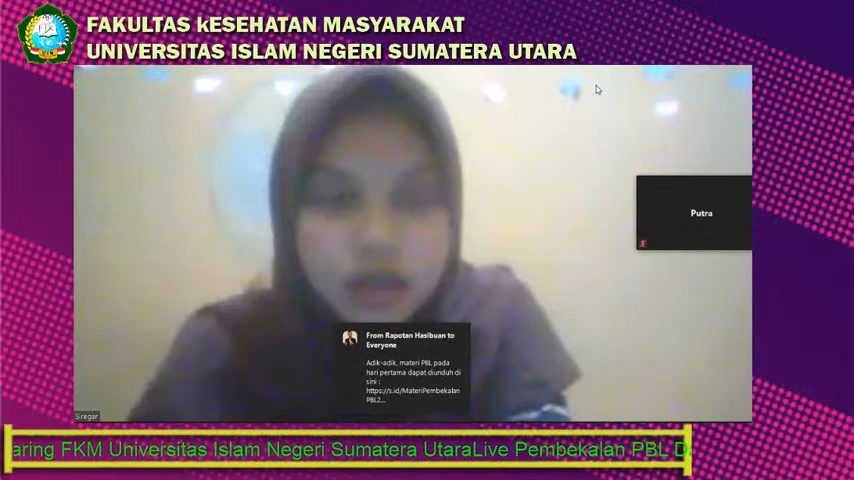 FAKULTAS kESEHATAN MASYARAKAT
UNIVERSITAS ISLAM NEGERI SUMATERA UTARA
Putra
From Rapotan Hasibuan to
Everyone
Adik-adik, materi PBL pada
hari pertama dapat diunduh di
sini :
https://s.id/MateriPembekalan
PBL2...
Siregar
aring FKM Universitas Islam Negeri Sumatera UtaraLive Pembekalan PBL D